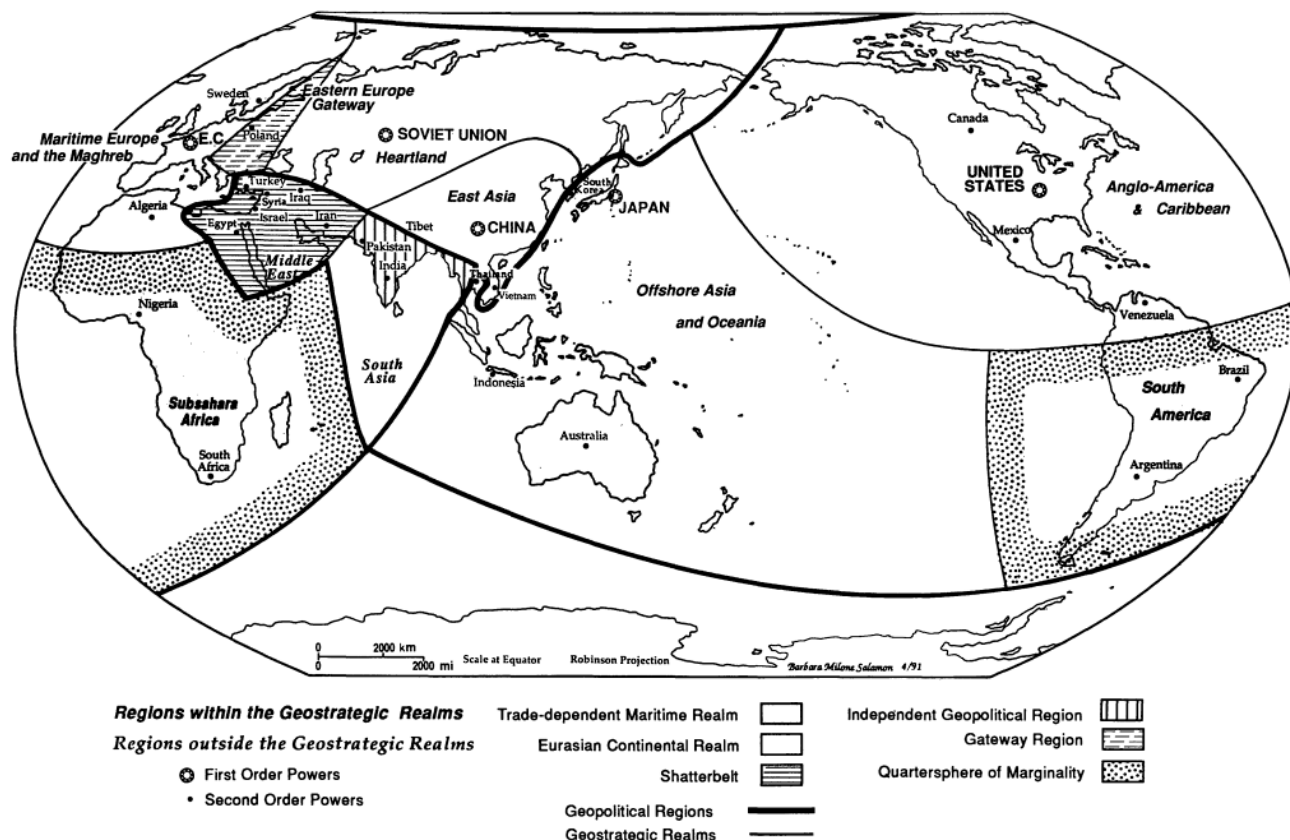 Sweden
Eastern Europe
Gateway
Canada
Maritime Europe
and the Maghreb
E.C.
Poland
SOVIET UNION
Heartland
UNITED
STATES
Anglo-America
& Caribbean
Turkey
Syria
Iraq
Israel
Iran
Egypt
Algeria
Middle
East
East Asia
CHINA
South
Korea
JAPAN
Tibet
Pakistan
India
Thailand
Vietnam
Mexico
Offshore Asia
and Oceania
Nigeria
Venezuela
South
Asia
Indonesia
Brazil
Subsahara
Africa
South
America
Australia
South
Africa
Argentina
0 2000 km
0 2000 mi
Scale at Equator
Robinson Projection
Barbara Milone Salamon 4/91
Regions within the Geostrategic Realms
Regions outside the Geostrategic Realms
First Order Powers
Second Order Powers
Trade-dependent Maritime Realm
Eurasian Continental Realm
Shatterbelt
Independent Geopolitical Region
Gateway Region
Quartersphere of Marginality
Geopolitical Regions
Geostrategic Realms